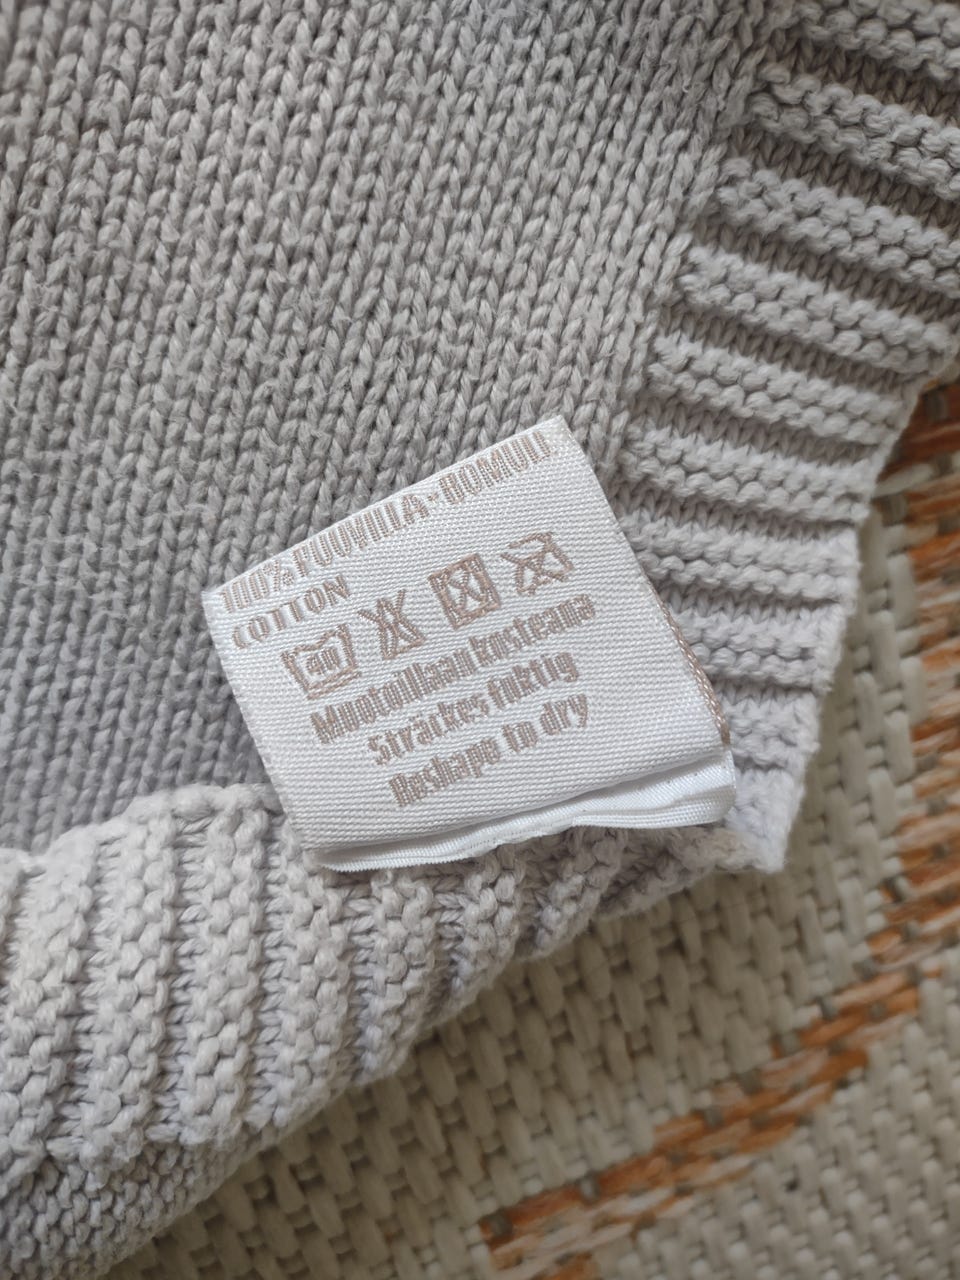 100% PUUVILLA - BOMULL
COTTON
40
Muotoillaan kosteana
Sträckes fuktig
Reshape to dry